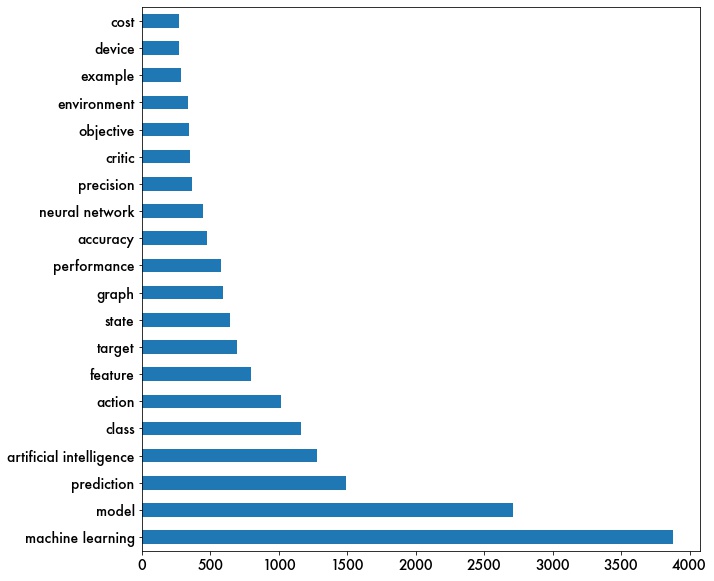 cost
device
example
environment
objective
critic
precision
neural network
accuracy
performance
graph
state
target
feature
action
class
artificial intelligence
prediction
model
machine learning
0 500 1000 1500 2000 2500 3000 3500 4000